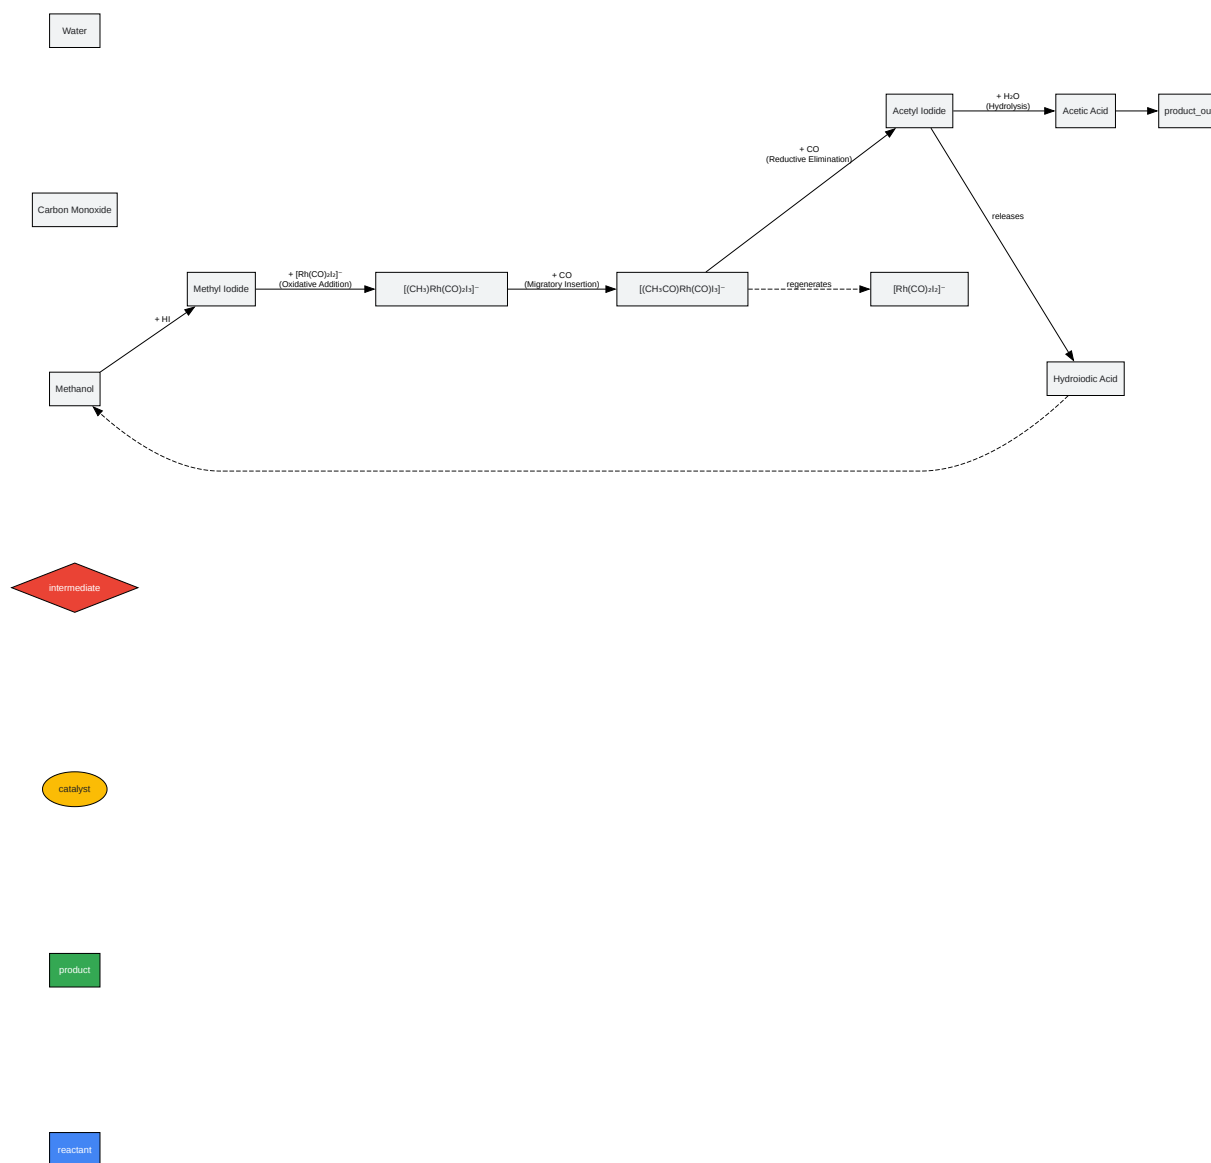 Water
Acetyl Iodide
+ H₂O
(Hydrolysis)
Acetic Acid
product_ou
+ CO
(Reductive Elimination)
Carbon Monoxide
releases
Methyl Iodide
+ [Rh(CO)₂I₂]⁻
(Oxidative Addition)
[(CH₃)Rh(CO)₂I₃]⁻
+ CO
(Migratory Insertion)
[(CH₃CO)Rh(CO)I₃]⁻
regenerates
[Rh(CO)₂I₂]⁻
+ HI
Methanol
Hydroiodic Acid
intermediate
catalyst
product
reactant